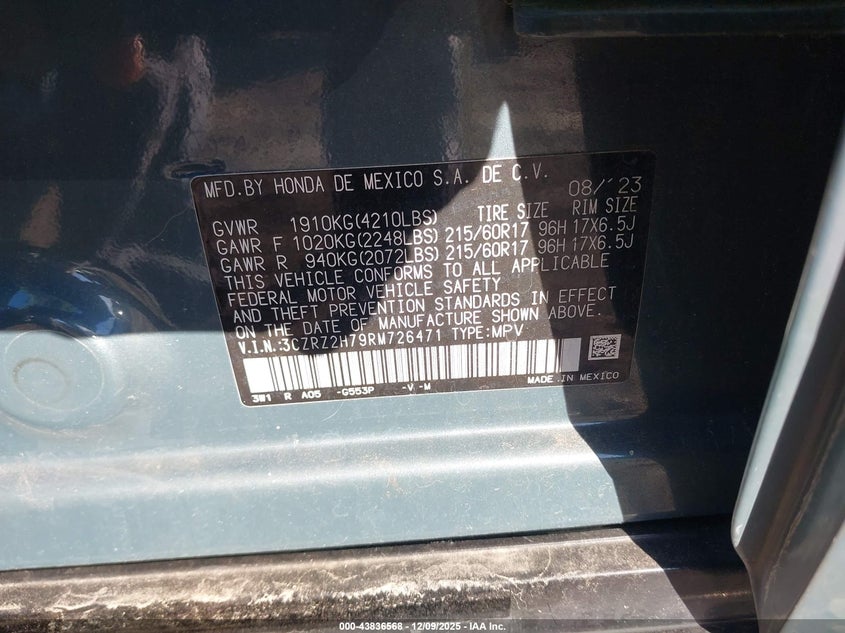 MFD.BY HONDA DE MEXICO S.A. DE C.V. 08/'23
GVWR 1910KG(4210LBS) TIRE SIZE RIM SIZE
GAWR F 1020KG(2248LBS) 215/60R17 96H 17X6.5J
GAWR R 940KG(2072LBS) 215/60R17 96H 17X6.5J
THIS VEHICLE CONFORMS TO ALL APPLICABLE
FEDERAL MOTOR VEHICLE SAFETY
AND THEFT PREVENTION STANDARDS IN EFFECT
ON THE DATE OF MANUFACTURE SHOWN ABOVE.
V.I.N.:3CZRZ2H79RM726471 TYPE:MPV
3W1 R A05 -G553P -V -M MADE IN MEXICO
000-43836568 - 12/09/2025 - IAA Inc.